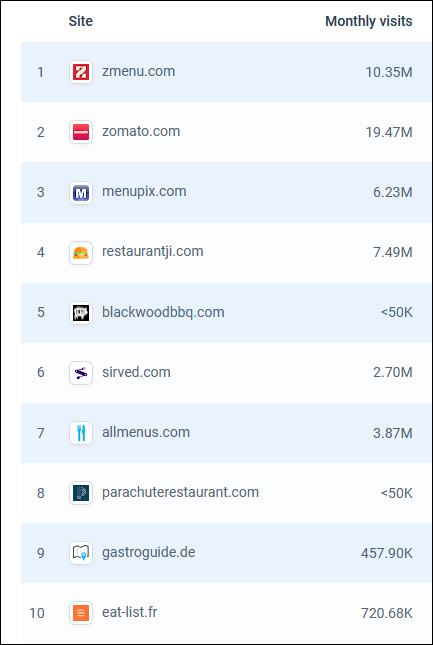 Site Monthly visits
1 zmenu.com 10.35M
2 zomato.com 19.47M
3 menupix.com 6.23M
4 restaurantji.com 7.49M
5 blackwoodbbq.com <50K
6 sirved.com 2.70M
7 allmenus.com 3.87M
8 parachuterestaurant.com <50K
9 gastroguide.de 457.90K
10 eat-list.fr 720.68K